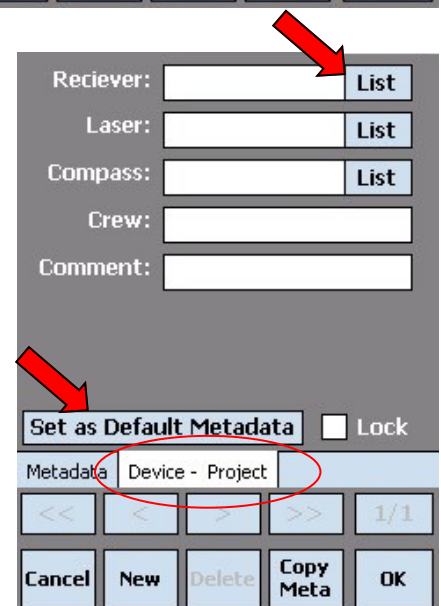 Reciever: List
Laser: List
Compass: List
Crew:
Comment:
Set as Default Metadata Lock
Metadata Device - Project
<< < > >> 1/1
Cancel New Delete Copy Meta OK